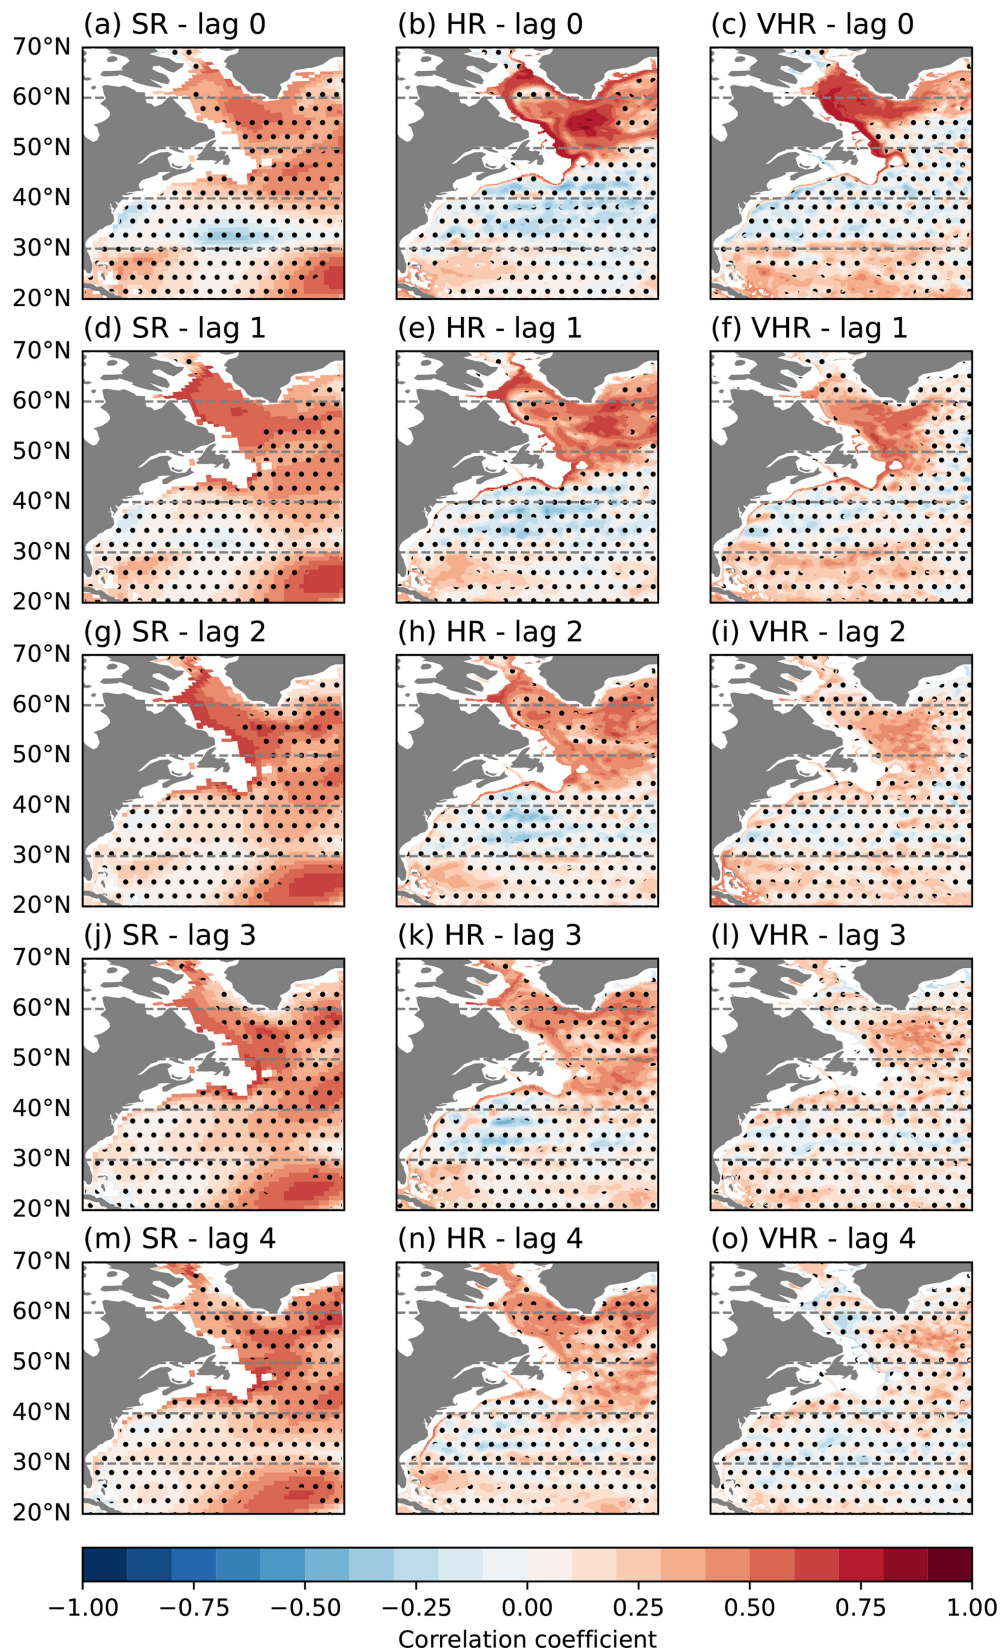 (a) SR - lag 0
(b) HR - lag 0
(c) VHR - lag 0
70°N
60°N
50°N
40°N
30°N
20°N
(d) SR - lag 1
(e) HR - lag 1
(f) VHR - lag 1
70°N
60°N
50°N
40°N
30°N
20°N
(g) SR - lag 2
(h) HR - lag 2
(i) VHR - lag 2
70°N
60°N
50°N
40°N
30°N
20°N
(j) SR - lag 3
(k) HR - lag 3
(l) VHR - lag 3
70°N
60°N
50°N
40°N
30°N
20°N
(m) SR - lag 4
(n) HR - lag 4
(o) VHR - lag 4
70°N
60°N
50°N
40°N
30°N
20°N
−1.00 −0.75 −0.50 −0.25 0.00 0.25 0.50 0.75 1.00
Correlation coefficient